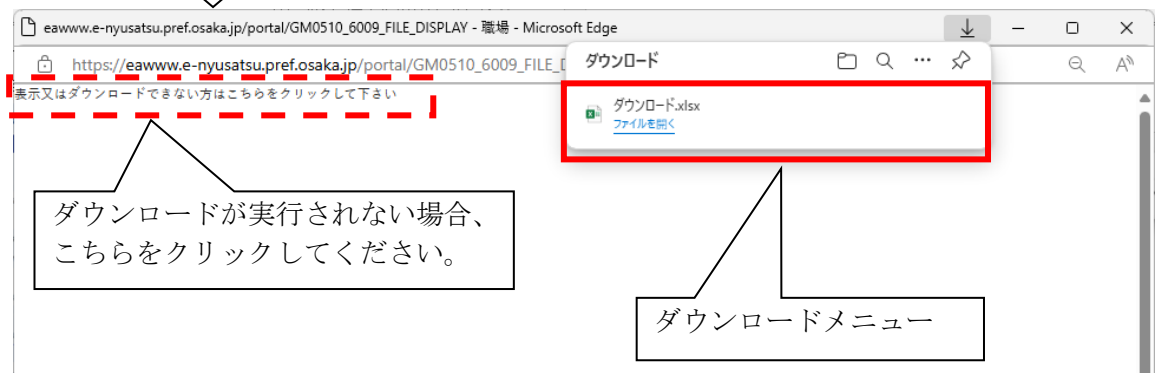 eawww.e-nyusatsu.pref.osaka.jp/portal/GM0510_6009_FILE_DISPLAY - 職場 - Microsoft Edge
https://eawww.e-nyusatsu.pref.osaka.jp/portal/GM0510_6009_FILE_
ダウンロード
表示又はダウンロードできない方はこちらをクリックして下さい
ダウンロード.xlsx
ファイルを開く
ダウンロードが実行されない場合、
こちらをクリックしてください。
ダウンロードメニュー